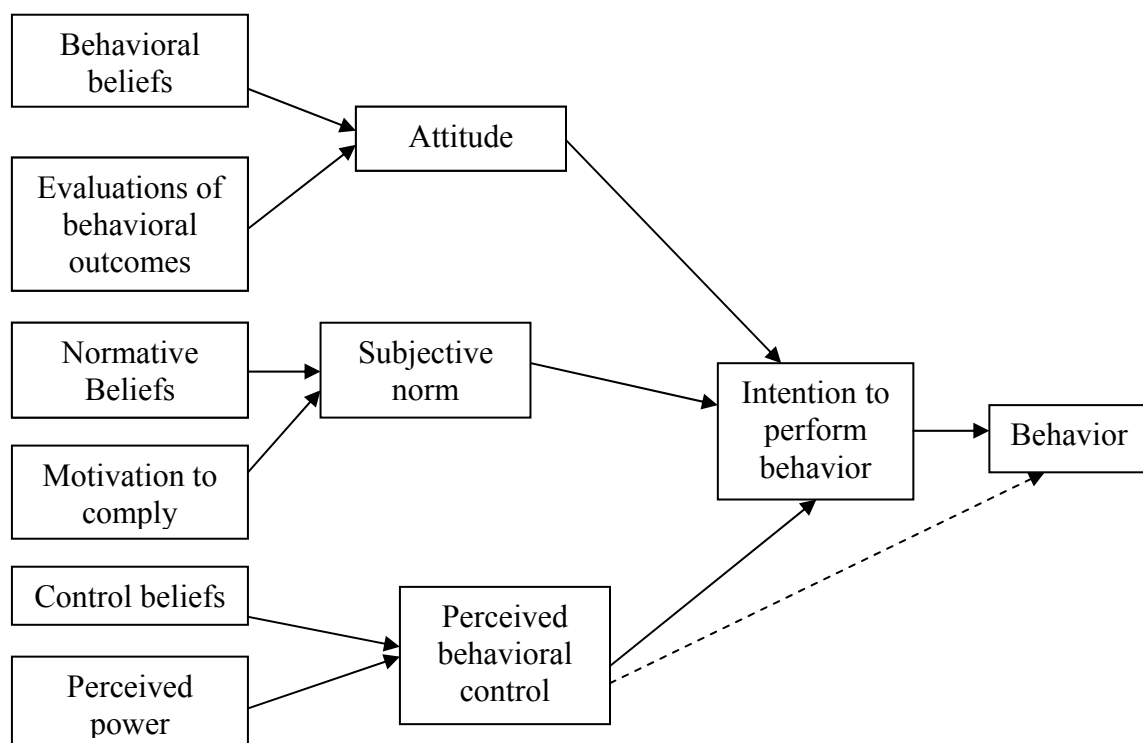 Behavioral
beliefs
Attitude
Evaluations of
behavioral
outcomes
Normative
Beliefs
Subjective
norm
Motivation to
comply
Intention to
perform
behavior
Behavior
Control beliefs
Perceived
behavioral
control
Perceived
power